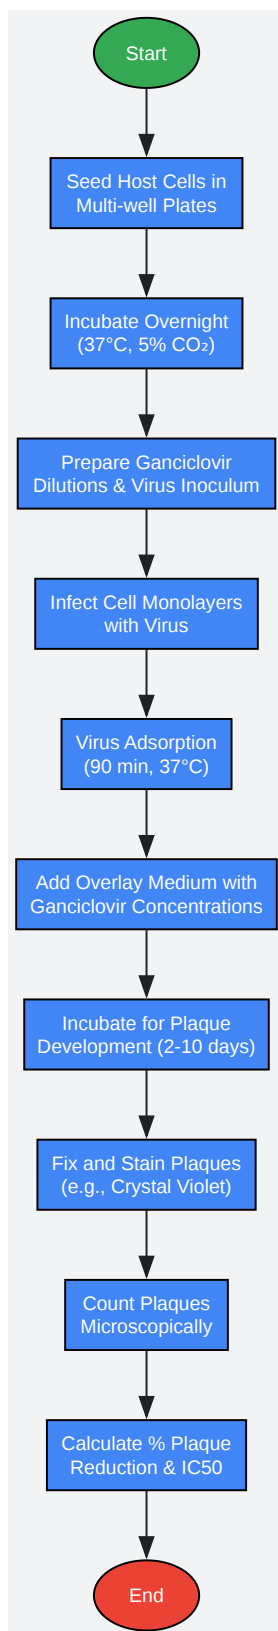 Start
Seed Host Cells in
Multi-well Plates
Incubate Overnight
(37°C, 5% CO₂)
Prepare Ganciclovir
Dilutions & Virus Inoculum
Infect Cell Monolayers
with Virus
Virus Adsorption
(90 min, 37°C)
Add Overlay Medium with
Ganciclovir Concentrations
Incubate for Plaque
Development (2-10 days)
Fix and Stain Plaques
(e.g., Crystal Violet)
Count Plaques
Microscopically
Calculate % Plaque
Reduction & IC50
End